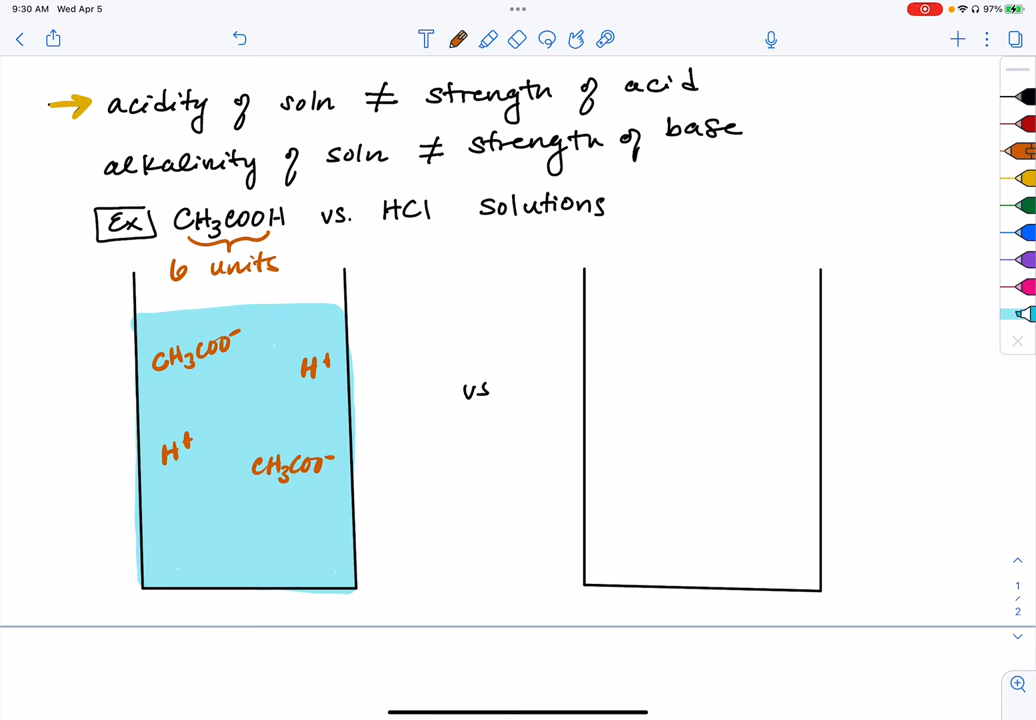 9:30 AM Wed Apr 5
97%
T
acidity of soln ≠ strength of acid
alkalinity of soln ≠ strength of base
Ex CH₃COOH vs. HCl solutions
6 units
CH₃COO⁻
H⁺
vs
H⁺
CH₃COO⁻
1
/
2